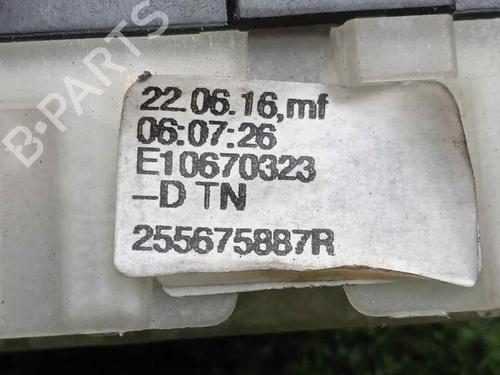 B-PARTS
22.06.16,mf
06:07:26
E10670323
-D TN
255675887R